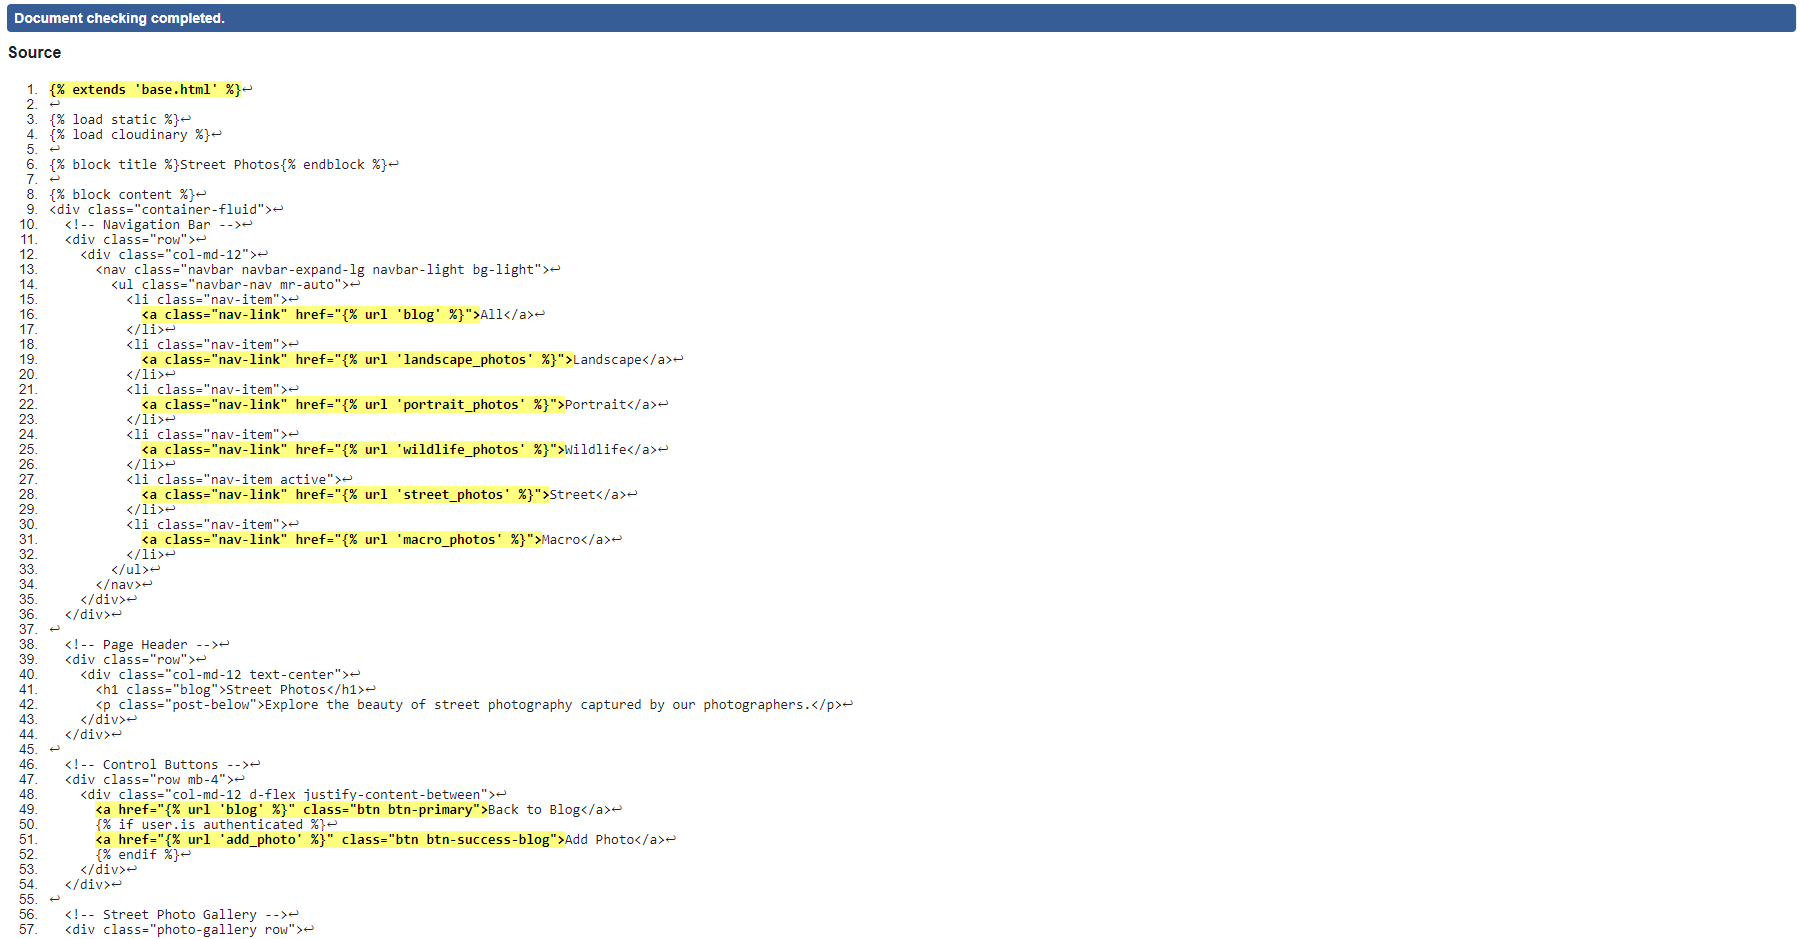 Document checking completed.
Source
1. {% extends 'base.html' %}↩
2. ↩
3. {% load static %}↩
4. {% load cloudinary %}↩
5. ↩
6. {% block title %}Street Photos{% endblock %}↩
7. ↩
8. {% block content %}↩
9. <div class="container-fluid">↩
10.   <!-- Navigation Bar -->↩
11.   <div class="row">↩
12.     <div class="col-md-12">↩
13.       <nav class="navbar navbar-expand-lg navbar-light bg-light">↩
14.         <ul class="navbar-nav mr-auto">↩
15.           <li class="nav-item">↩
16.             <a class="nav-link" href="{% url 'blog' %}">All</a>↩
17.           </li>↩
18.           <li class="nav-item">↩
19.             <a class="nav-link" href="{% url 'landscape_photos' %}">Landscape</a>↩
20.           </li>↩
21.           <li class="nav-item">↩
22.             <a class="nav-link" href="{% url 'portrait_photos' %}">Portrait</a>↩
23.           </li>↩
24.           <li class="nav-item">↩
25.             <a class="nav-link" href="{% url 'wildlife_photos' %}">Wildlife</a>↩
26.           </li>↩
27.           <li class="nav-item active">↩
28.             <a class="nav-link" href="{% url 'street_photos' %}">Street</a>↩
29.           </li>↩
30.           <li class="nav-item">↩
31.             <a class="nav-link" href="{% url 'macro_photos' %}">Macro</a>↩
32.           </li>↩
33.         </ul>↩
34.       </nav>↩
35.     </div>↩
36.   </div>↩
37. ↩
38.   <!-- Page Header -->↩
39.   <div class="row">↩
40.     <div class="col-md-12 text-center">↩
41.       <h1 class="blog">Street Photos</h1>↩
42.       <p class="post-below">Explore the beauty of street photography captured by our photographers.</p>↩
43.     </div>↩
44.   </div>↩
45. ↩
46.   <!-- Control Buttons -->↩
47.   <div class="row mb-4">↩
48.     <div class="col-md-12 d-flex justify-content-between">↩
49.       <a href="{% url 'blog' %}" class="btn btn-primary">Back to Blog</a>↩
50.       {% if user.is_authenticated %}↩
51.       <a href="{% url 'add_photo' %}" class="btn btn-success-blog">Add Photo</a>↩
52.       {% endif %}↩
53.     </div>↩
54.   </div>↩
55. ↩
56.   <!-- Street Photo Gallery -->↩
57.   <div class="photo-gallery row">↩